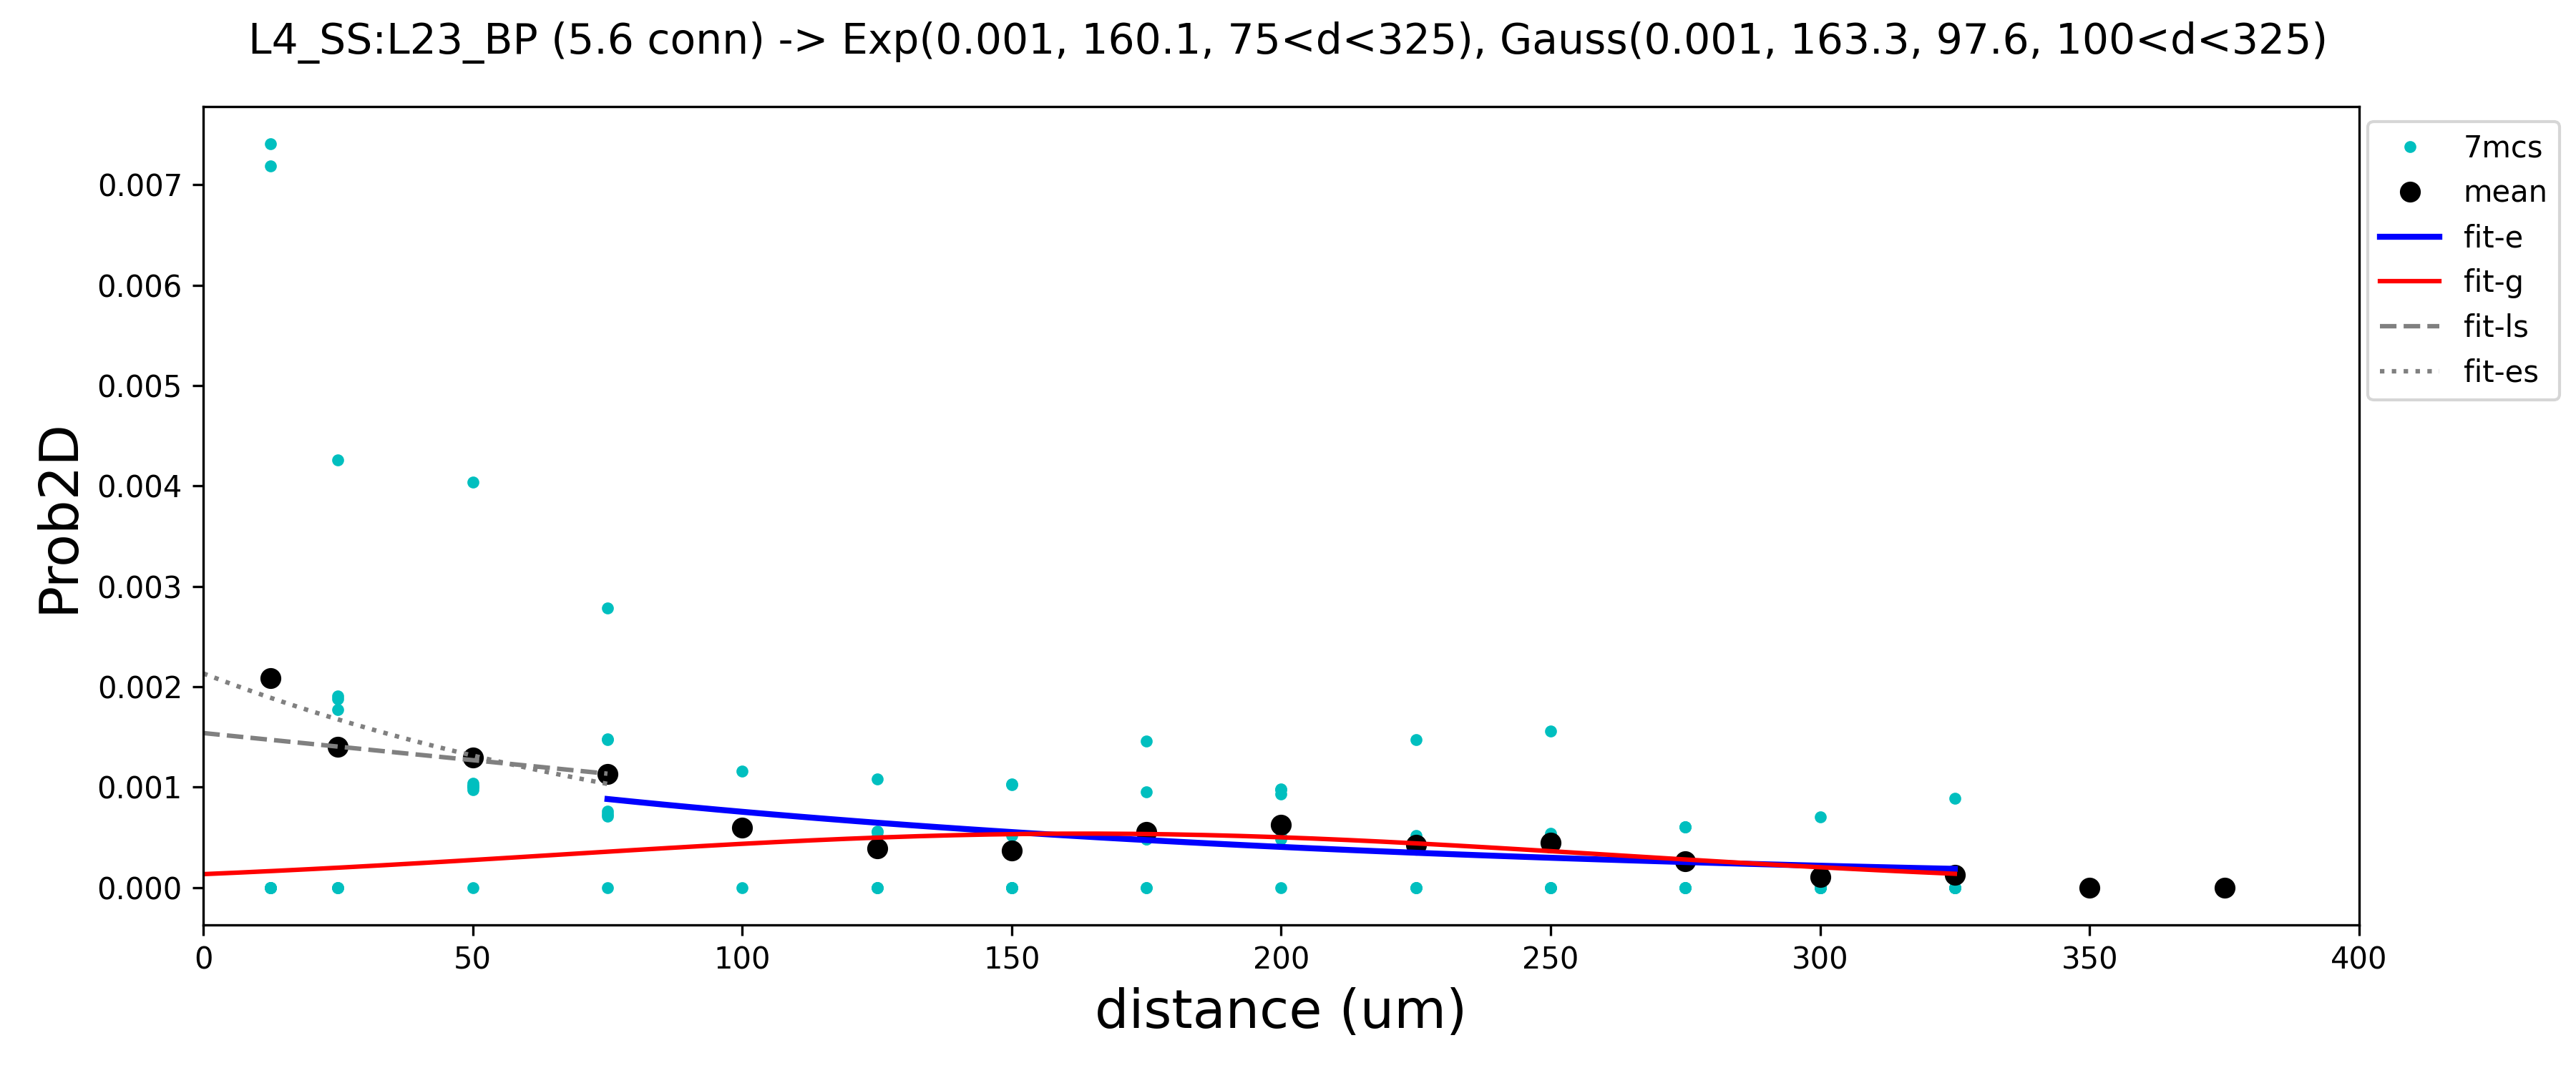 L4_SS:L23_BP (5.6 conn) -> Exp(0.001, 160.1, 75<d<325), Gauss(0.001, 163.3, 97.6, 100<d<325)
7mcs
mean
fit-e
fit-g
fit-ls
fit-es
Prob2D
0.007
0.006
0.005
0.004
0.003
0.002
0.001
0.000
0 50 100 150 200 250 300 350 400
distance (um)